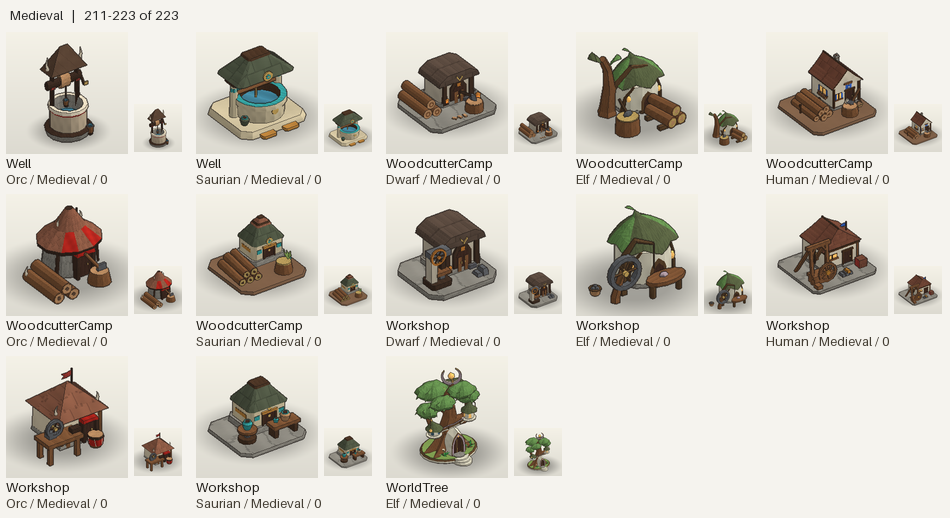 Medieval | 211-223 of 223
Well
Orc / Medieval / 0
Well
Saurian / Medieval / 0
WoodcutterCamp
Dwarf / Medieval / 0
WoodcutterCamp
Elf / Medieval / 0
WoodcutterCamp
Human / Medieval / 0
WoodcutterCamp
Orc / Medieval / 0
WoodcutterCamp
Saurian / Medieval / 0
Workshop
Dwarf / Medieval / 0
Workshop
Elf / Medieval / 0
Workshop
Human / Medieval / 0
Workshop
Orc / Medieval / 0
Workshop
Saurian / Medieval / 0
WorldTree
Elf / Medieval / 0